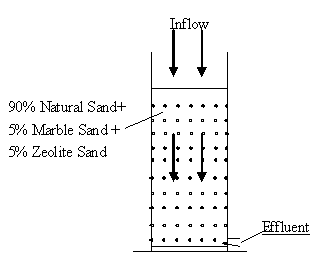 Inflow
90% Natural Sand+
5% Marble Sand +
5% Zeolite Sand
Effluent